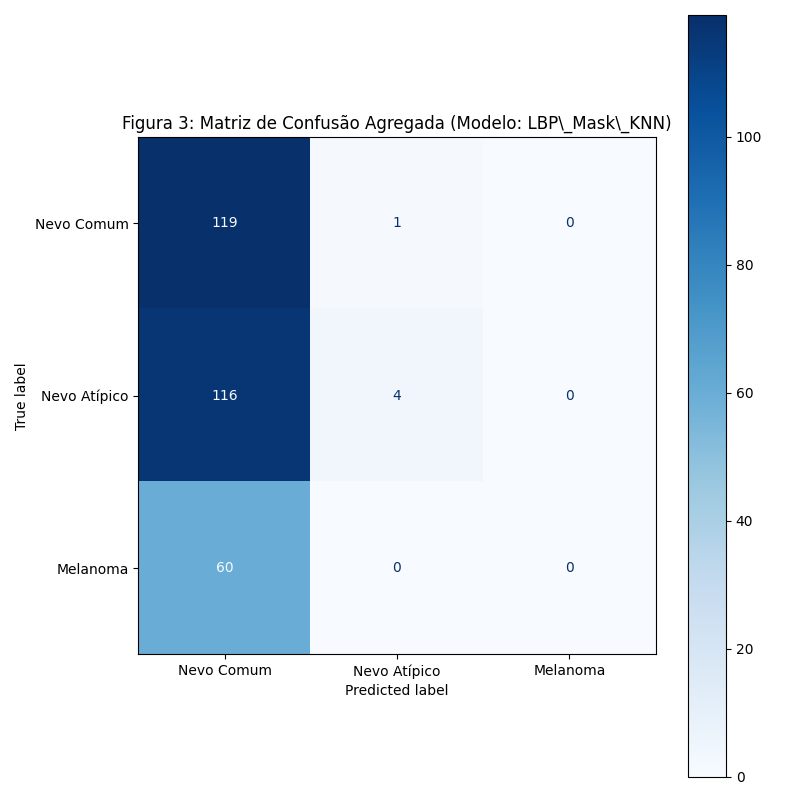 Figura 3: Matriz de Confusão Agregada (Modelo: LBP\_Mask\_KNN)
True label
Nevo Comum 119 1 0
Nevo Atípico 116 4 0
Melanoma 60 0 0
Nevo Comum Nevo Atípico Melanoma
Predicted label
100
80
60
40
20
0